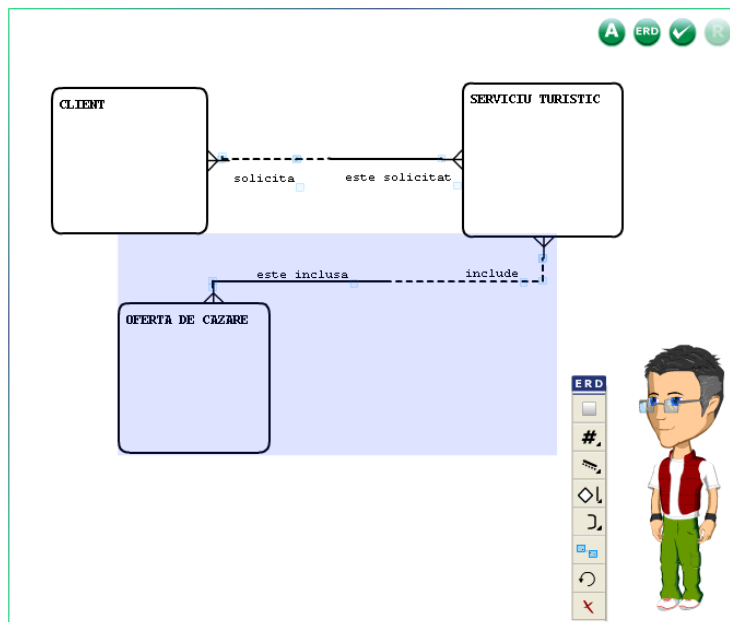 A ERD R
CLIENT
SERVICIU TURISTIC
solicita
este solicitat
este inclusa
include
OFERTA DE CAZARE
ERD
#